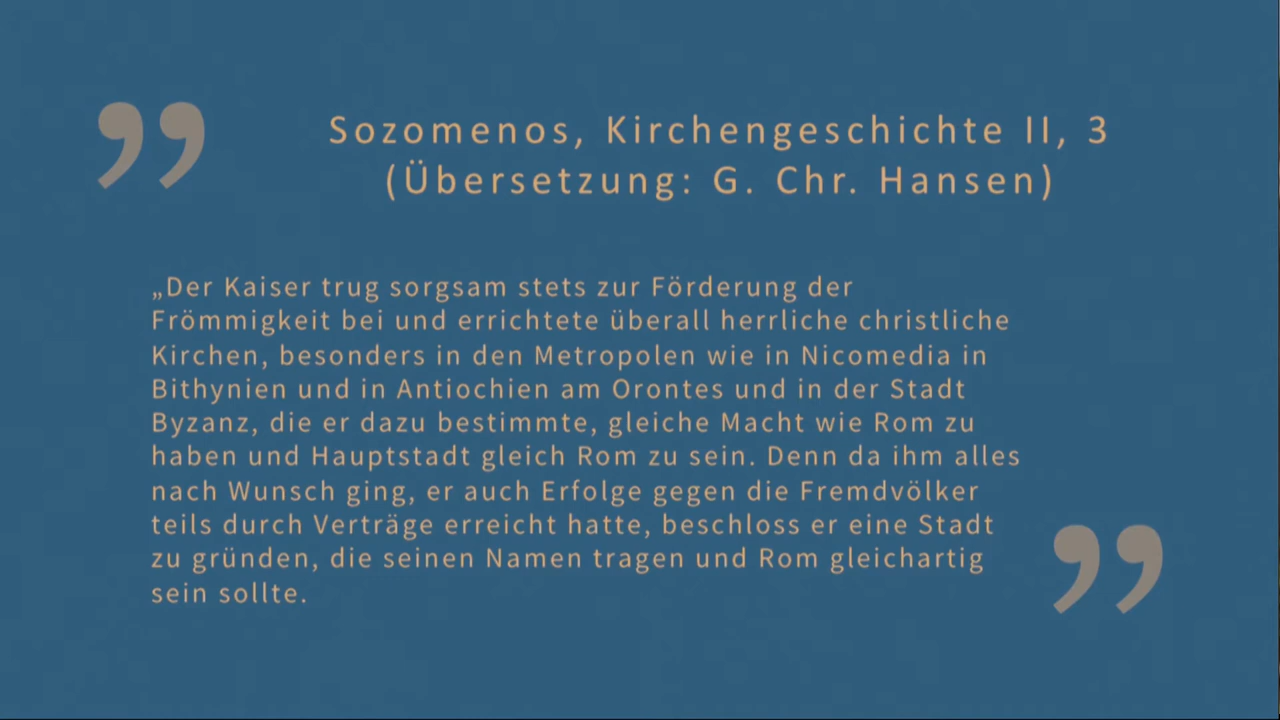 Sozomenos, Kirchengeschichte II, 3
(Übersetzung: G. Chr. Hansen)
„Der Kaiser trug sorgsam stets zur Förderung der
Frömmigkeit bei und errichtete überall herrliche christliche
Kirchen, besonders in den Metropolen wie in Nicomedia in
Bithynien und in Antiochien am Orontes und in der Stadt
Byzanz, die er dazu bestimmte, gleiche Macht wie Rom zu
haben und Hauptstadt gleich Rom zu sein. Denn da ihm alles
nach Wunsch ging, er auch Erfolge gegen die Fremdvölker
teils durch Verträge erreicht hatte, beschloss er eine Stadt
zu gründen, die seinen Namen tragen und Rom gleichartig
sein sollte.